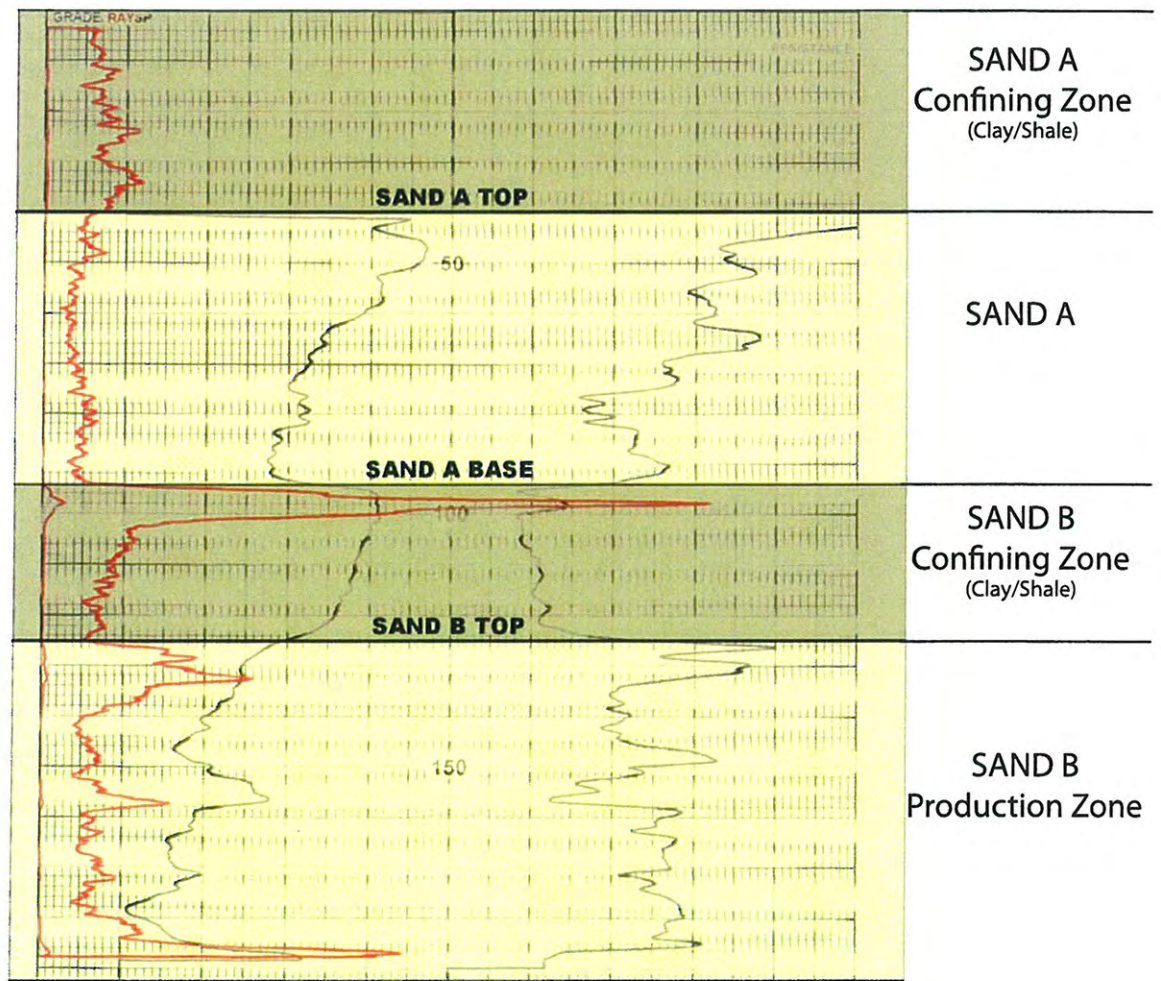 GRADE RAY SP
RESISTANCE
SAND A
Confining Zone
(Clay/Shale)
SAND A TOP
50
SAND A
SAND A BASE
100
SAND B
Confining Zone
(Clay/Shale)
SAND B TOP
150
SAND B
Production Zone